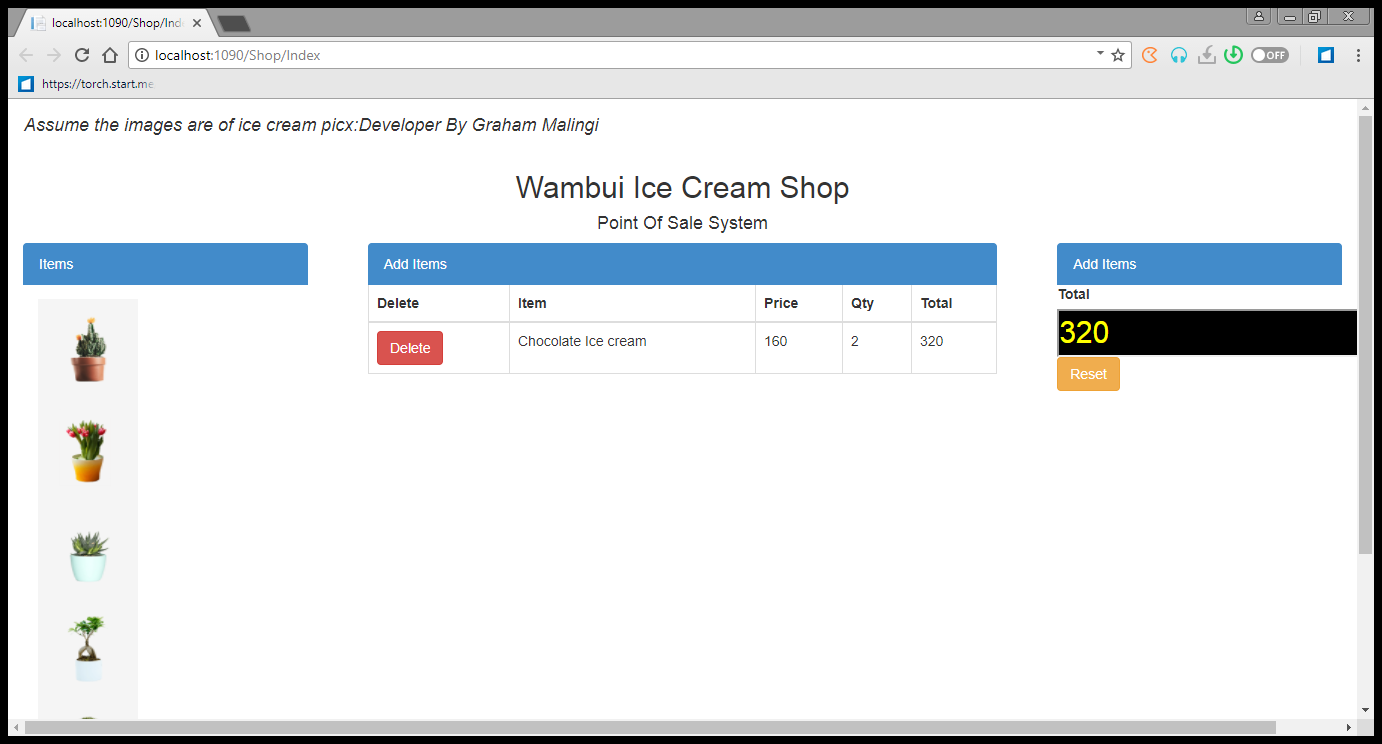 localhost:1090/Shop/Ind
localhost:1090/Shop/Index
OFF
https://torch.start.me
Assume the images are of ice cream picx:Developer By Graham Malingi
Wambui Ice Cream Shop
Point Of Sale System
Items
Add Items
Delete Item Price Qty Total
Delete Chocolate Ice cream 160 2 320
Add Items
Total
320
Reset